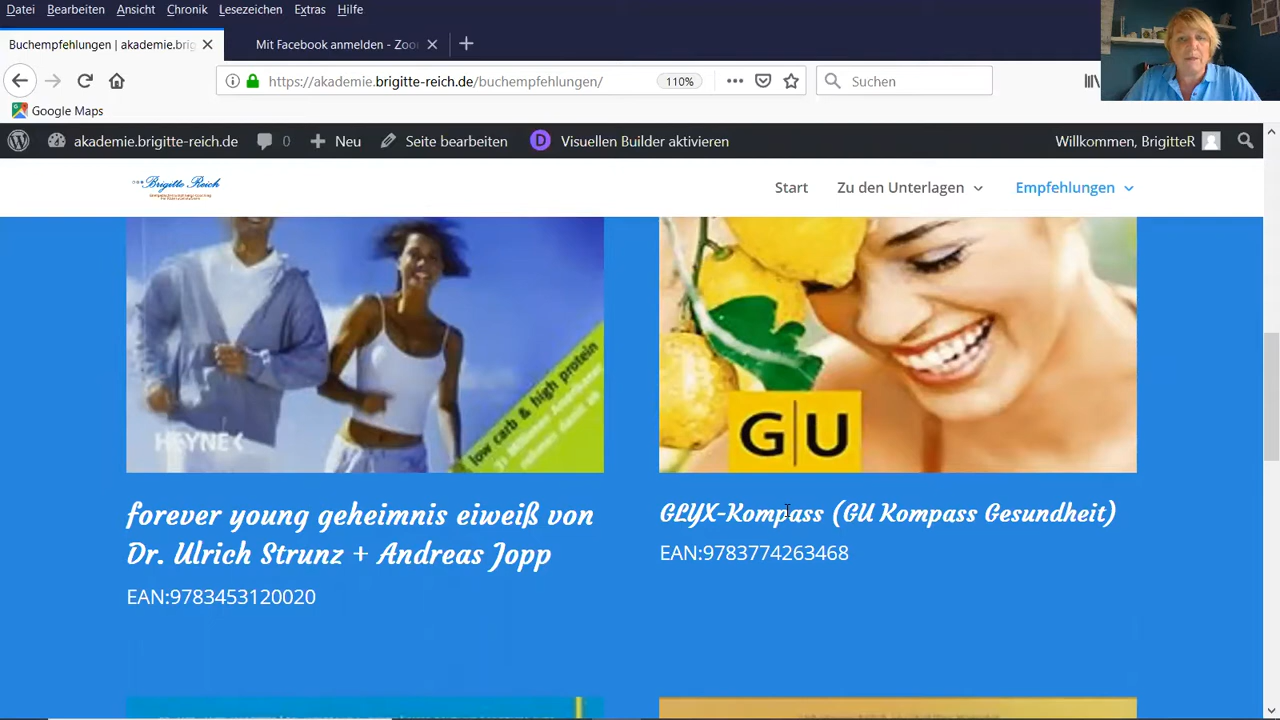 Datei Bearbeiten Ansicht Chronik Lesezeichen Extras Hilfe
Buchempfehlungen | akademie.brig
Mit Facebook anmelden - Zoo
https://akademie.brigitte-reich.de/buchempfehlungen/
110%
Suchen
Google Maps
akademie.brigitte-reich.de 0 Neu Seite bearbeiten D Visuellen Builder aktivieren Willkommen, BrigitteR
Brigitte Reich
Start Zu den Unterlagen Empfehlungen
HEYNE
low carb & high protein
GU
forever young geheimnis eiweiß von
Dr. Ulrich Strunz + Andreas Jopp
EAN:9783453120020
GLYX-Kompass (GU Kompass Gesundheit)
EAN:9783774263468